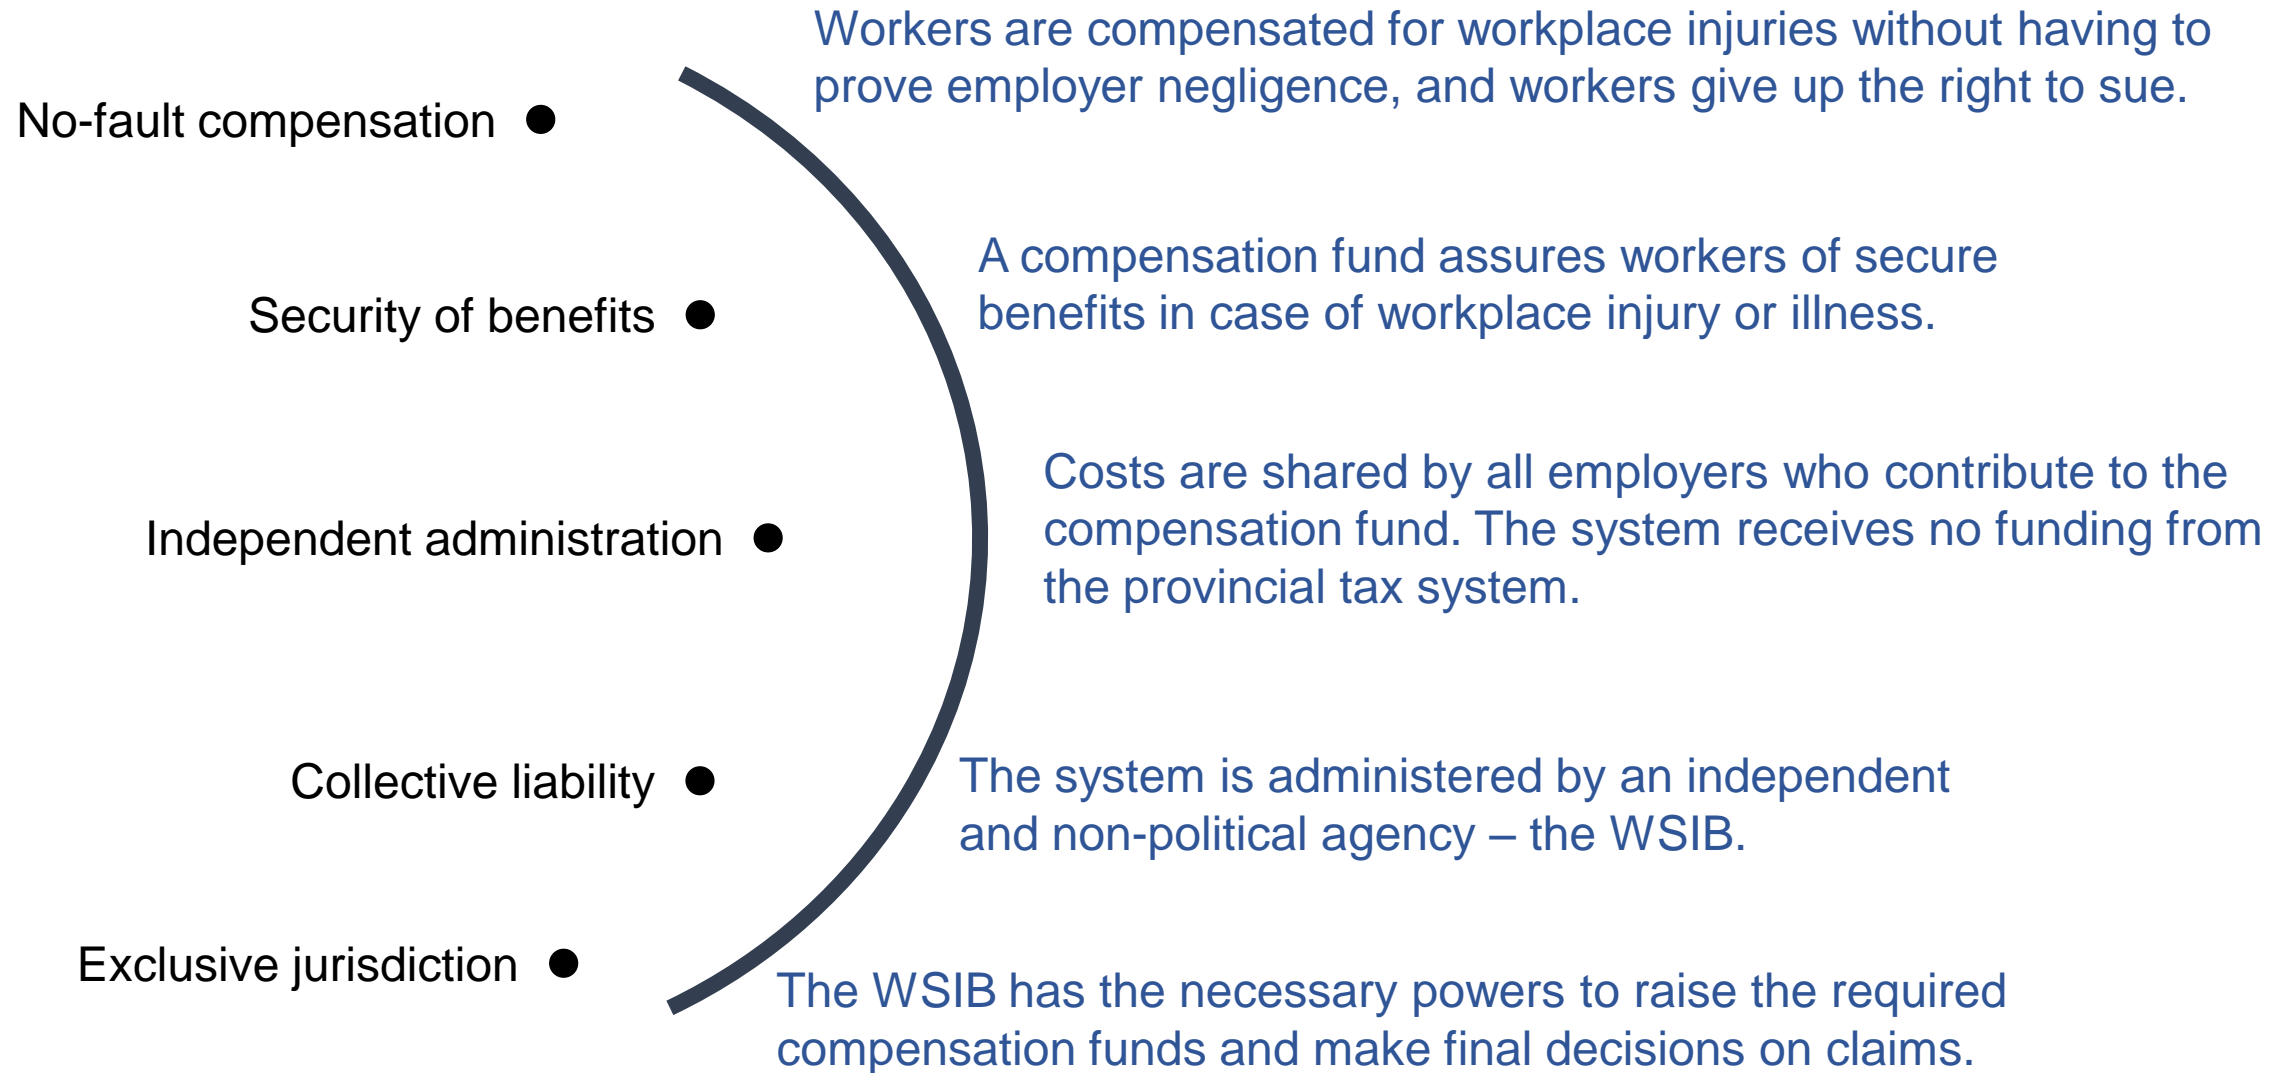 Workers are compensated for workplace injuries without having to
prove employer negligence, and workers give up the right to sue.
No-fault compensation ●
A compensation fund assures workers of secure
benefits in case of workplace injury or illness.
Security of benefits ●
Costs are shared by all employers who contribute to the
compensation fund. The system receives no funding from
the provincial tax system.
Independent administration ●
The system is administered by an independent
and non-political agency – the WSIB.
Collective liability ●
Exclusive jurisdiction ●
The WSIB has the necessary powers to raise the required
compensation funds and make final decisions on claims.